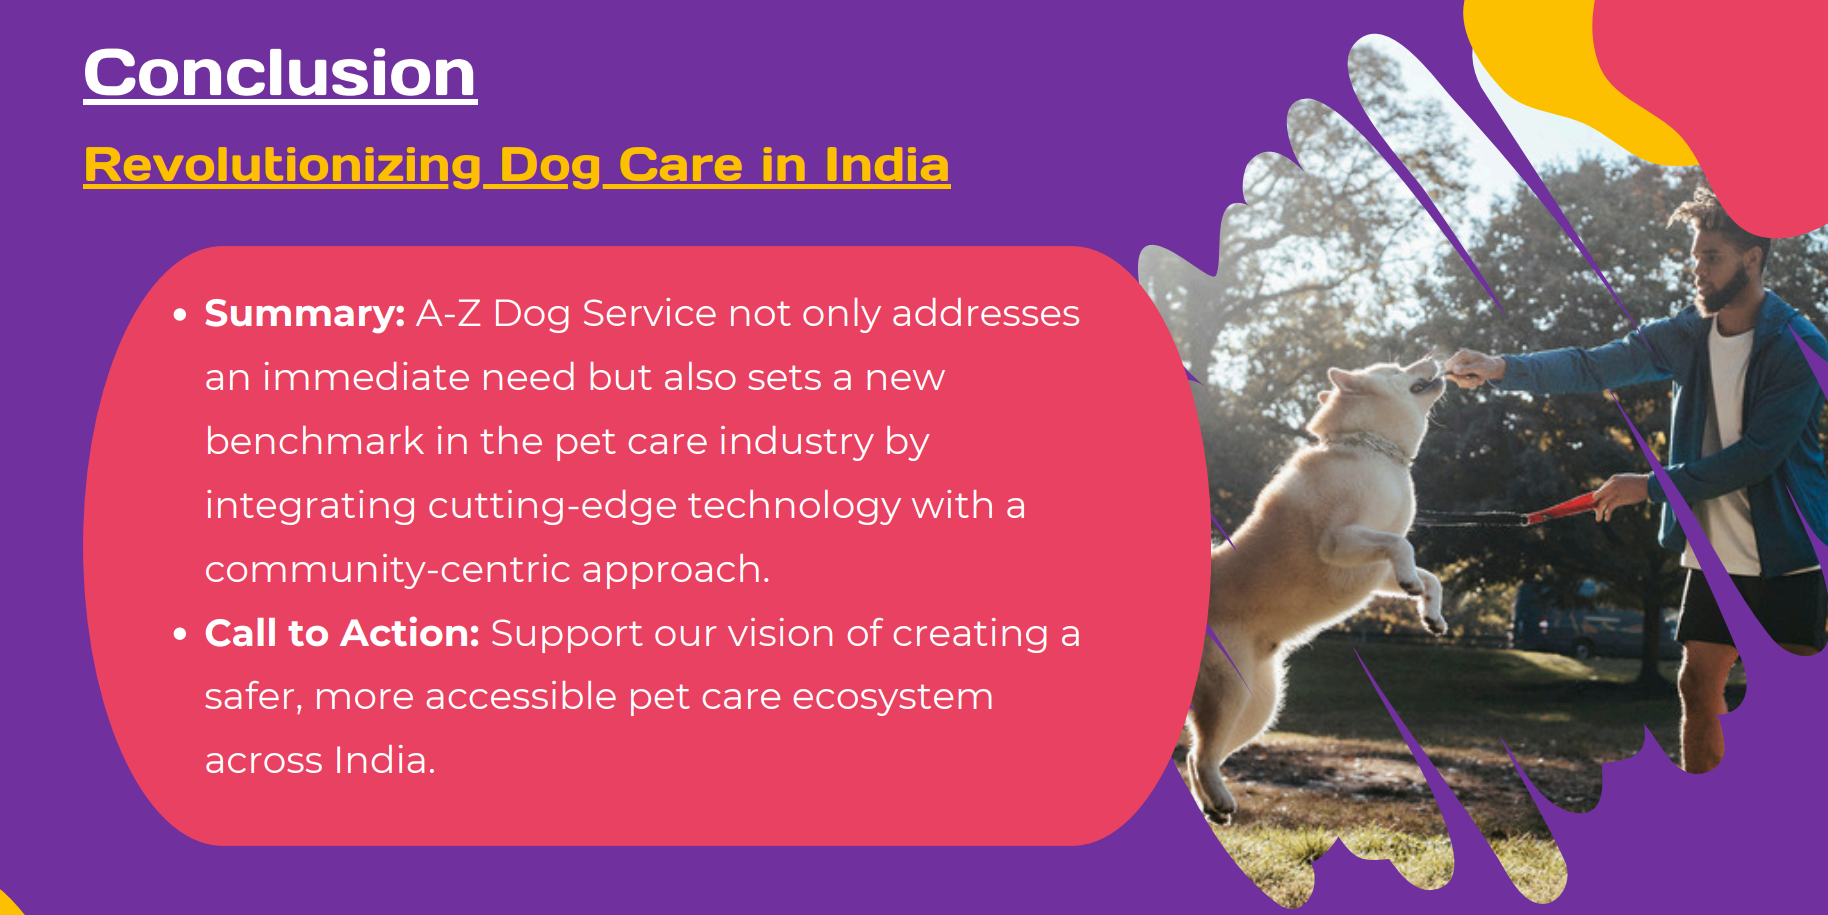 Conclusion
Revolutionizing Dog Care in India
• Summary: A-Z Dog Service not only addresses
an immediate need but also sets a new
benchmark in the pet care industry by
integrating cutting-edge technology with a
community-centric approach.
• Call to Action: Support our vision of creating a
safer, more accessible pet care ecosystem
across India.